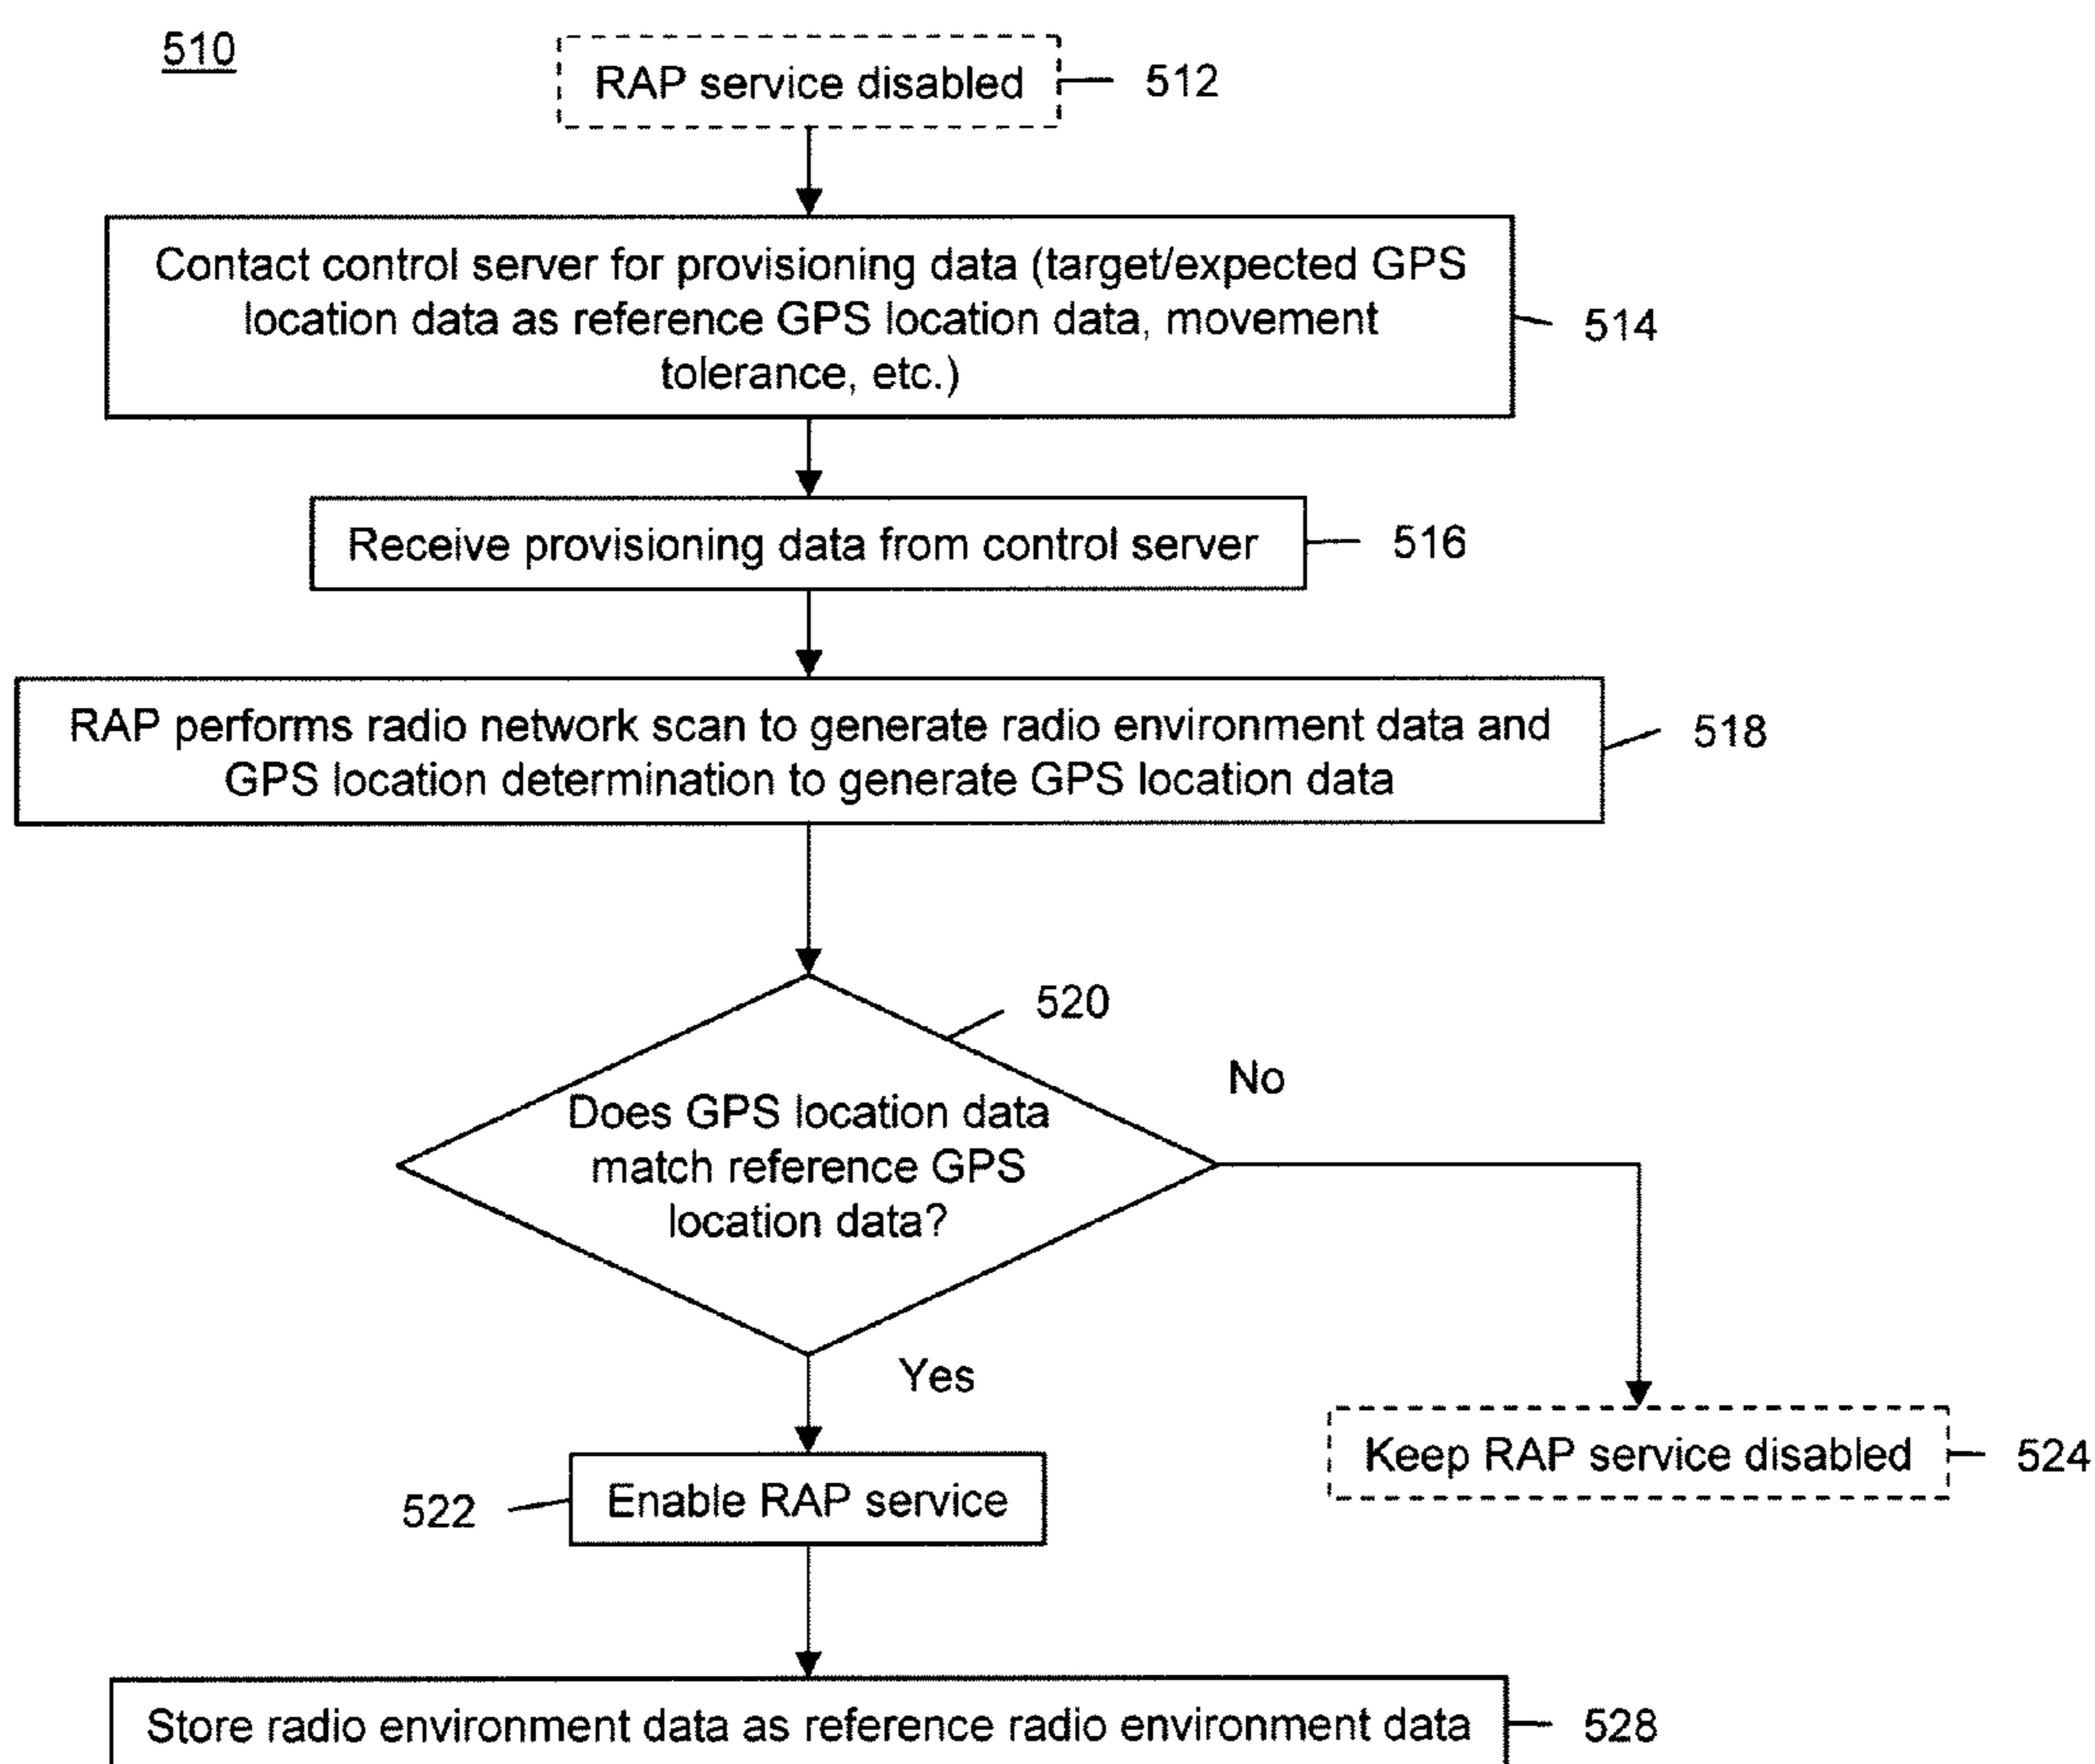 510
RAP service disabled
512
Contact control server for provisioning data (target/expected GPS
location data as reference GPS location data, movement
tolerance, etc.)
514
Receive provisioning data from control server
516
RAP performs radio network scan to generate radio environment data and
GPS location determination to generate GPS location data
518
520
Does GPS location data
match reference GPS
location data?
No
Yes
Enable RAP service
522
Keep RAP service disabled
524
Store radio environment data as reference radio environment data
528